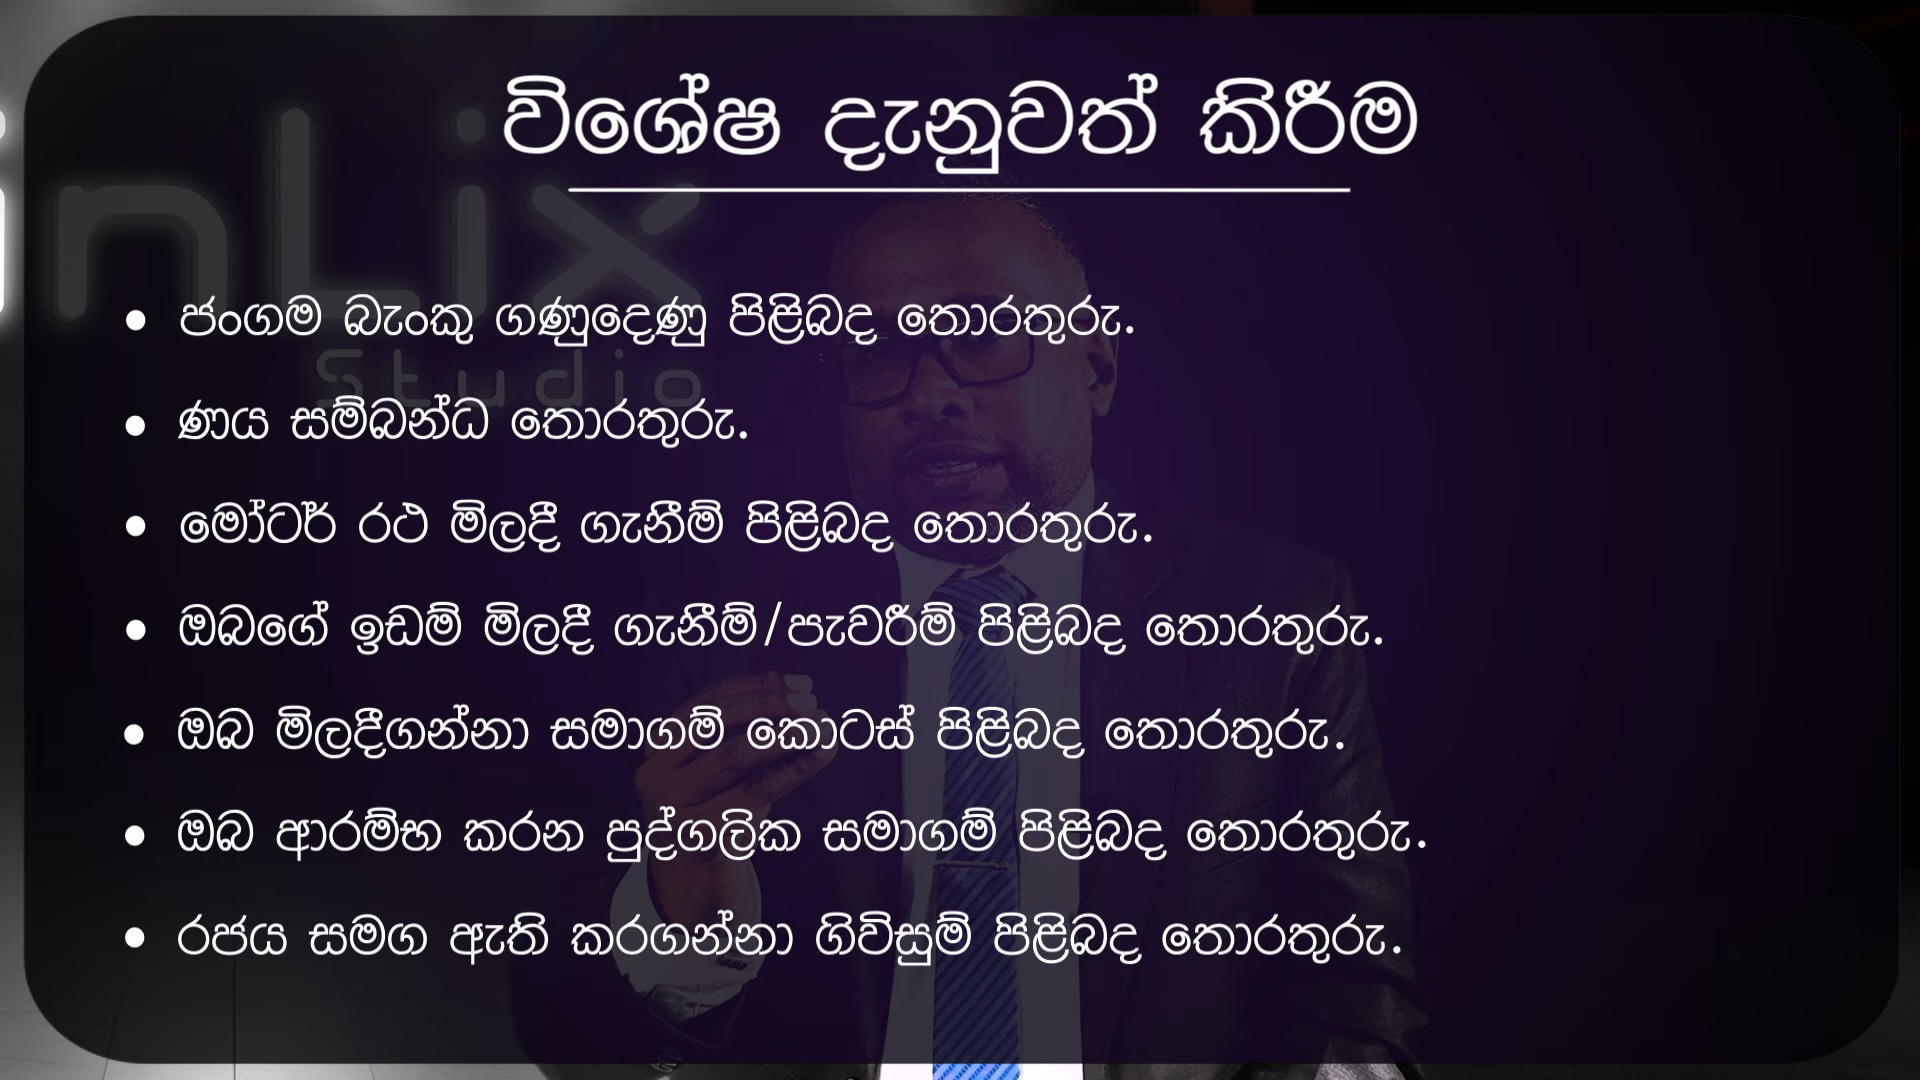 විශේෂ දැනුවත් කිරීම
inLix
Studio
• ජංගම බැංකු ගණුදෙණු පිළිබද තොරතුරු.
• ණය සම්බන්ධ තොරතුරු.
• මෝටර් රථ මිලදී ගැනීම් පිළිබද තොරතුරු.
• ඔබගේ ඉඩම් මිලදී ගැනීම්/පැවරීම් පිළිබද තොරතුරු.
• ඔබ මිලදීගන්නා සමාගම් කොටස් පිළිබද තොරතුරු.
• ඔබ ආරම්භ කරන පුද්ගලික සමාගම් පිළිබද තොරතුරු.
• රජය සමග ඇති කරගන්නා ගිවිසුම් පිළිබද තොරතුරු.